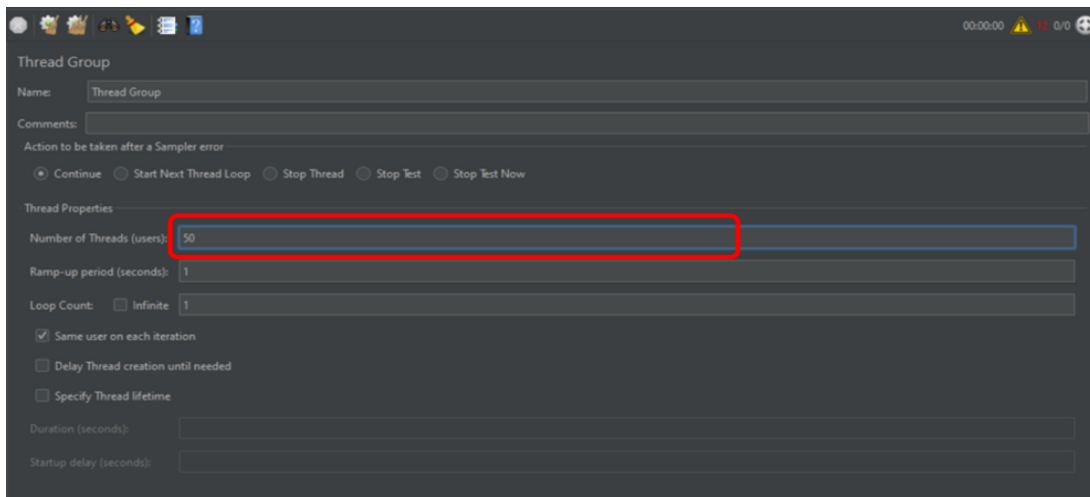 00:00:00 12 0/0
Thread Group
Name: Thread Group
Comments:
Action to be taken after a Sampler error
Continue Start Next Thread Loop Stop Thread Stop Test Stop Test Now
Thread Properties
Number of Threads (users): 50
Ramp-up period (seconds): 1
Loop Count: Infinite 1
Same user on each iteration
Delay Thread creation until needed
Specify Thread lifetime
Duration (seconds):
Startup delay (seconds):